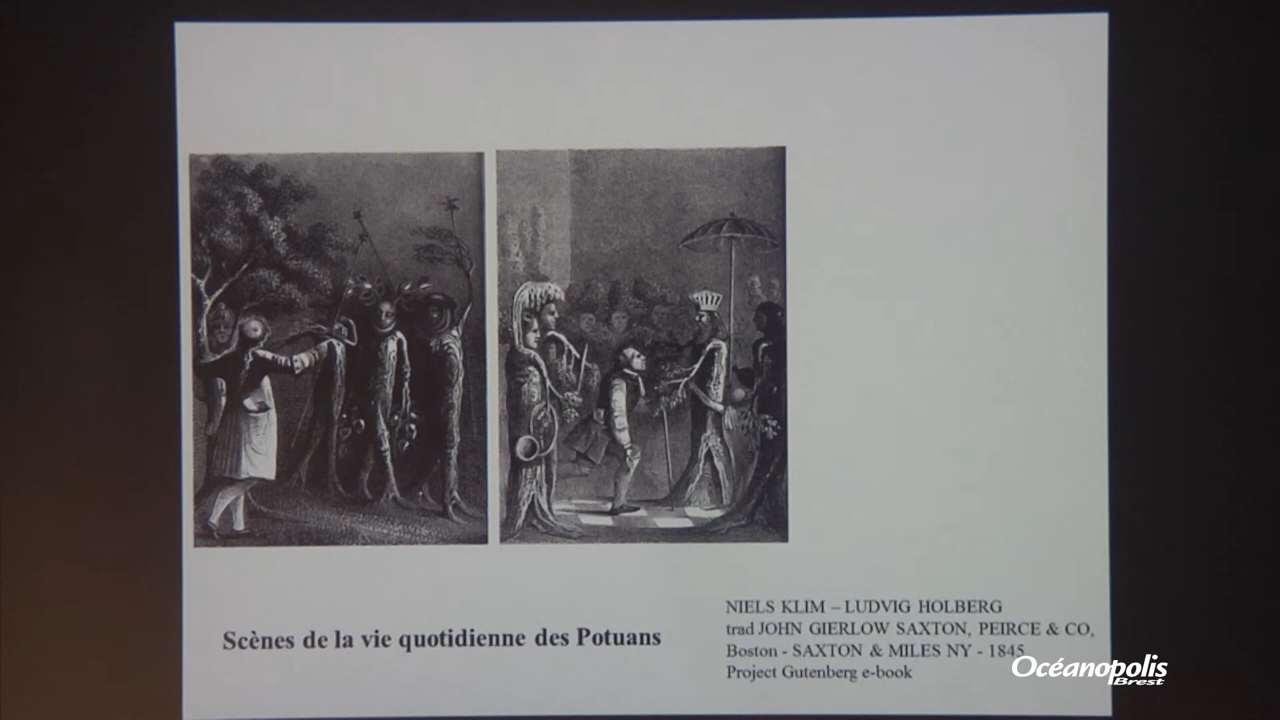 Scènes de la vie quotidienne des Potuans
NIELS KLIM – LUDVIG HOLBERG
trad JOHN GIERLOW SAXTON, PEIRCE & CO,
Boston - SAXTON & MILES NY - 1845
Project Gutenberg e-book
Océanopolis
Brest